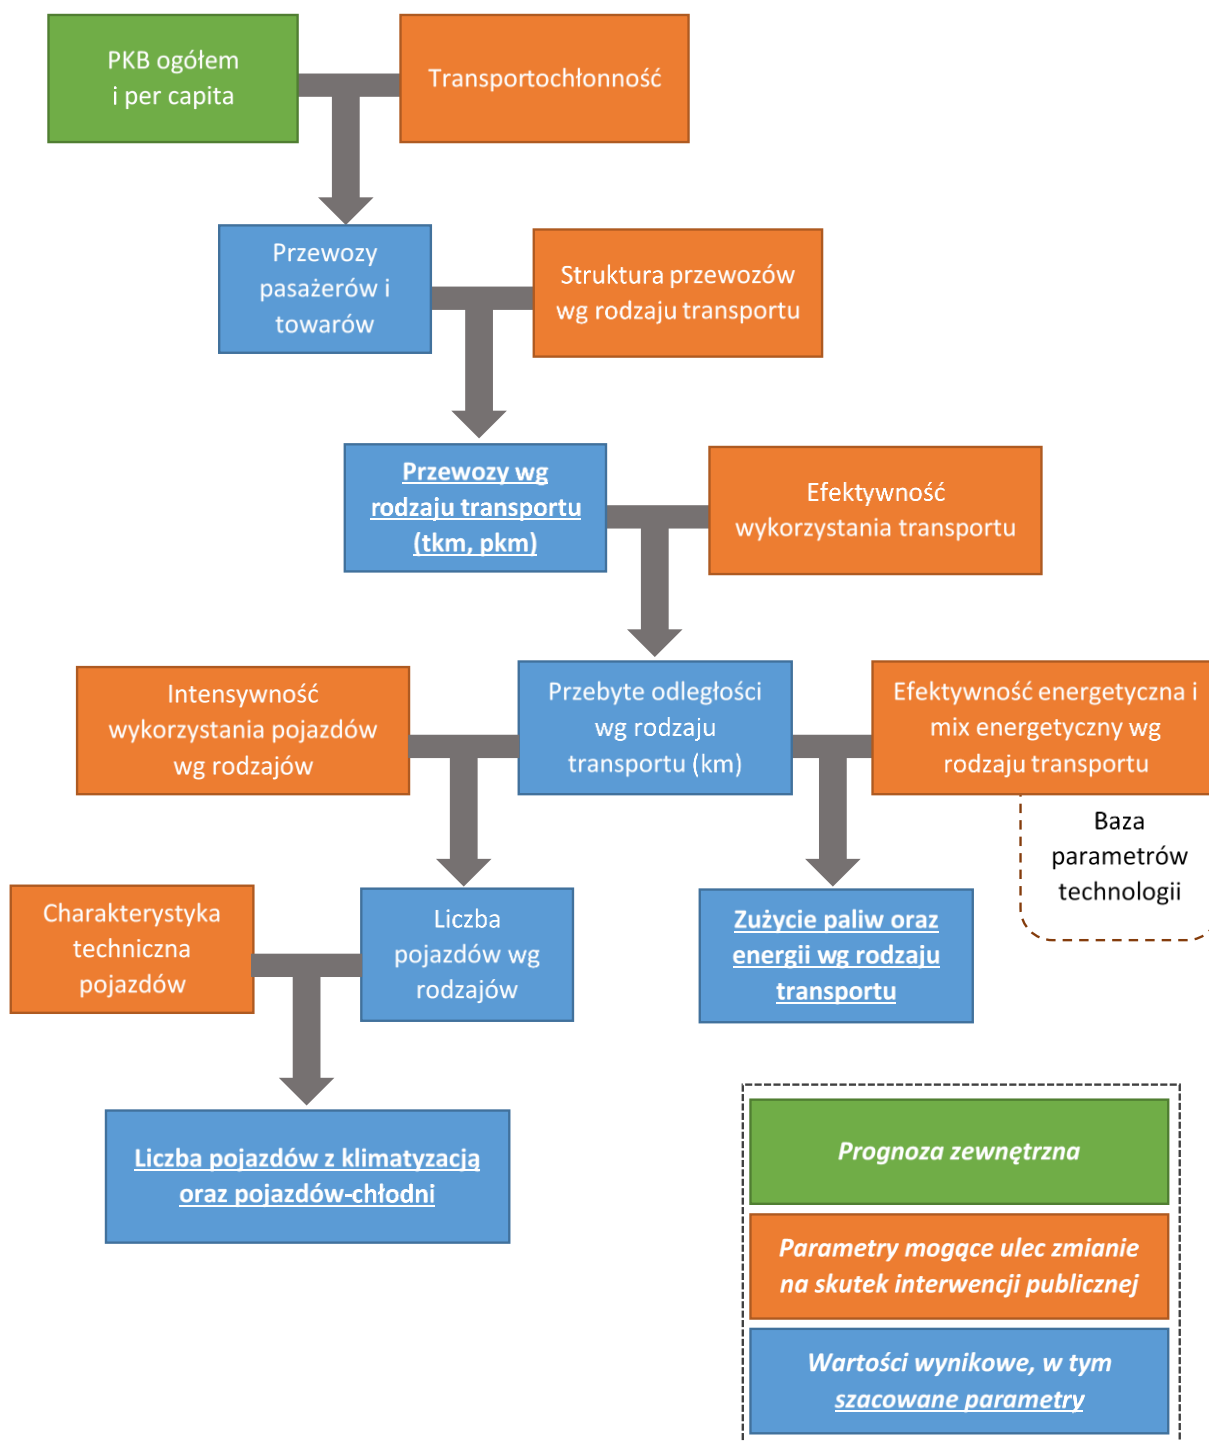 PKB ogółem
i per capita
Transportochłonność
Przewozy
pasażerów i
towarów
Struktura przewozów
wg rodzaju transportu
Przewozy wg
rodzaju transportu
(tkm, pkm)
Efektywność
wykorzystania transportu
Intensywność
wykorzystania pojazdów
wg rodzajów
Przebyte odległości
wg rodzaju
transportu (km)
Efektywność energetyczna i
mix energetyczny wg
rodzaju transportu
Baza
parametrów
technologii
Charakterystyka
techniczna
pojazdów
Liczba
pojazdów wg
rodzajów
Zużycie paliw oraz
energii wg rodzaju
transportu
Liczba pojazdów z klimatyzacją
oraz pojazdów-chłodni
Prognoza zewnętrzna
Parametry mogące ulec zmianie
na skutek interwencji publicznej
Wartości wynikowe, w tym
szacowane parametry